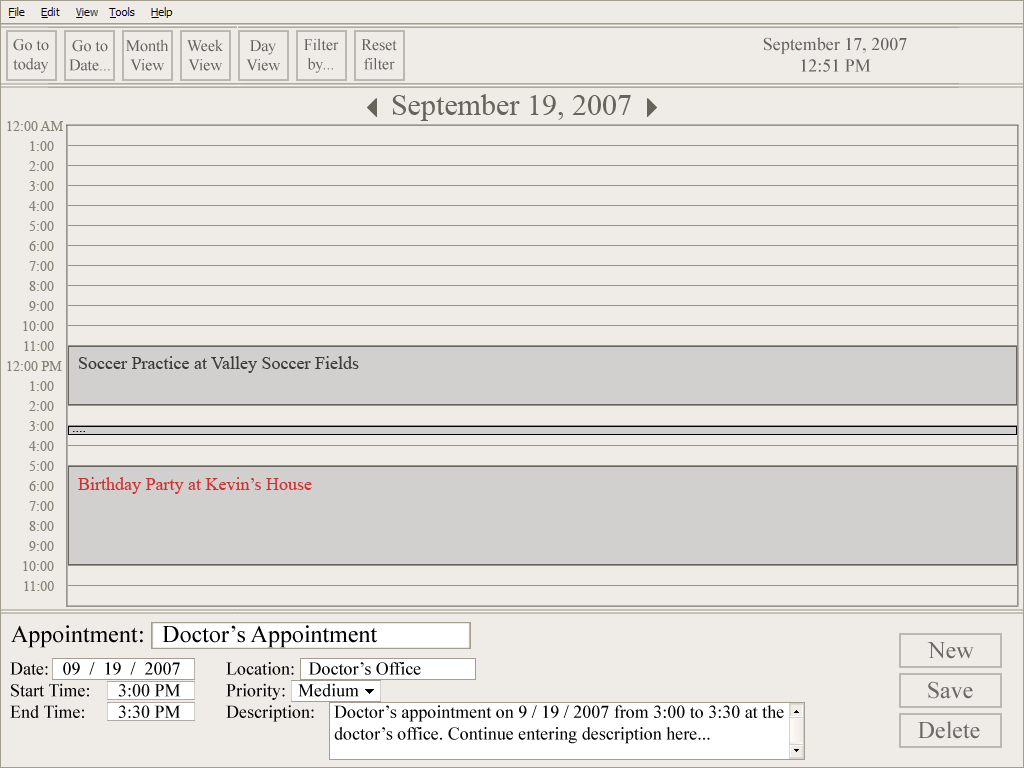 File Edit View Tools Help
Go to today
Go to Date...
Month View
Week View
Day View
Filter by...
Reset filter
September 17, 2007
12:51 PM
September 19, 2007
12:00 AM
1:00
2:00
3:00
4:00
5:00
6:00
7:00
8:00
9:00
10:00
11:00
Soccer Practice at Valley Soccer Fields
12:00 PM
1:00
2:00
3:00
....
4:00
5:00
Birthday Party at Kevin’s House
6:00
7:00
8:00
9:00
10:00
11:00
Appointment: Doctor’s Appointment
Date: 09 / 19 / 2007
Start Time: 3:00 PM
End Time: 3:30 PM
Location: Doctor’s Office
Priority: Medium
Description: Doctor’s appointment on 9 / 19 / 2007 from 3:00 to 3:30 at the
doctor’s office. Continue entering description here...
New
Save
Delete